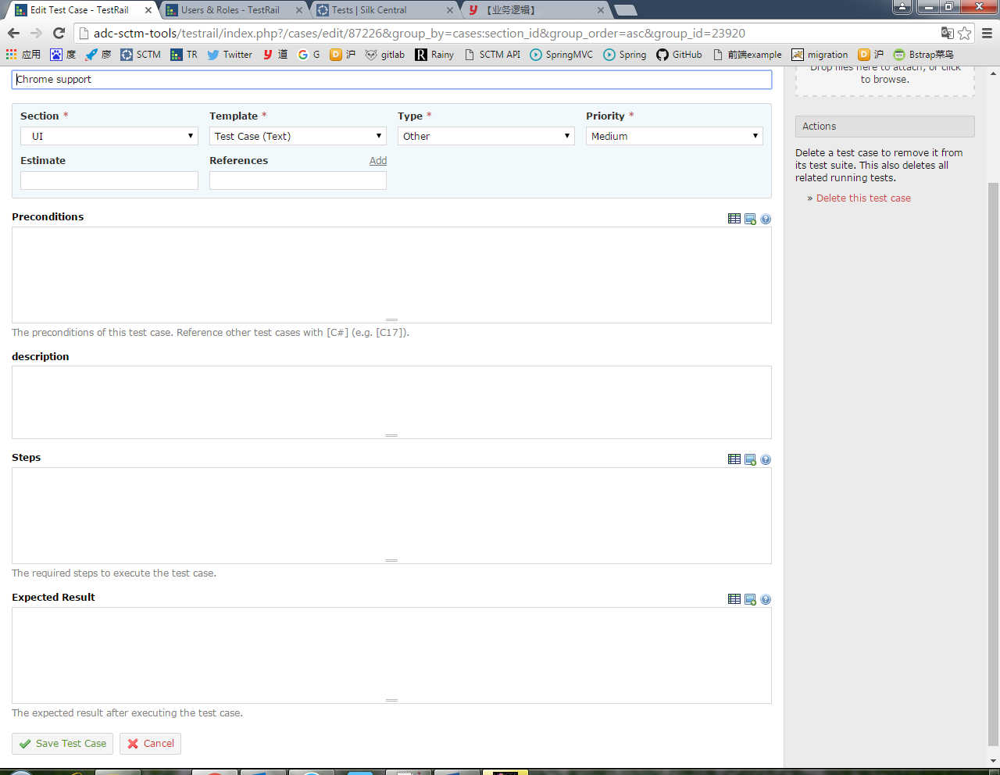 Edit Test Case - TestRail
Users & Roles - TestRail
Tests | Silk Central
【业务逻辑】
adc-sctm-tools/testrail/index.php?/cases/edit/87226&group_by=cases:section_id&group_order=asc&group_id=23920
应用 度 廖 SCTM TR Twitter 道 G 沪 gitlab Rainy SCTM API SpringMVC Spring GitHub 前端example migration 沪 Bstrap菜鸟
Chrome support
Drop files here to attach, or click
to browse.
Section * Template * Type * Priority *
UI Test Case (Text) Other Medium
Estimate References Add
Actions
Delete a test case to remove it from
its test suite. This also deletes all
related running tests.
» Delete this test case
Preconditions
The preconditions of this test case. Reference other test cases with [C#] (e.g. [C17]).
description
Steps
The required steps to execute the test case.
Expected Result
The expected result after executing the test case.
Save Test Case Cancel